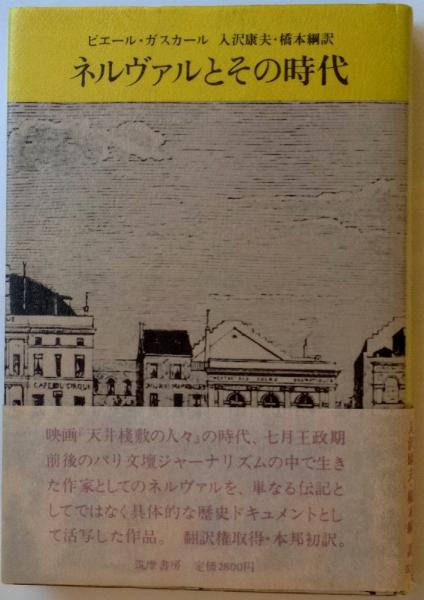 ピエール・ガスカール 入沢康夫・橋本綱訳
ネルヴァルとその時代
CAFE DU CIRQUE
映画『天井棧敷の人々』の時代、七月王政期
前後のパリ文壇ジャーナリズムの中で生き
た作家としてのネルヴァルを、単なる伝記と
してではなく具体的な歴史ドキュメントとし
て活写した作品。 翻訳権取得・本邦初訳。
筑摩書房 定価2800円